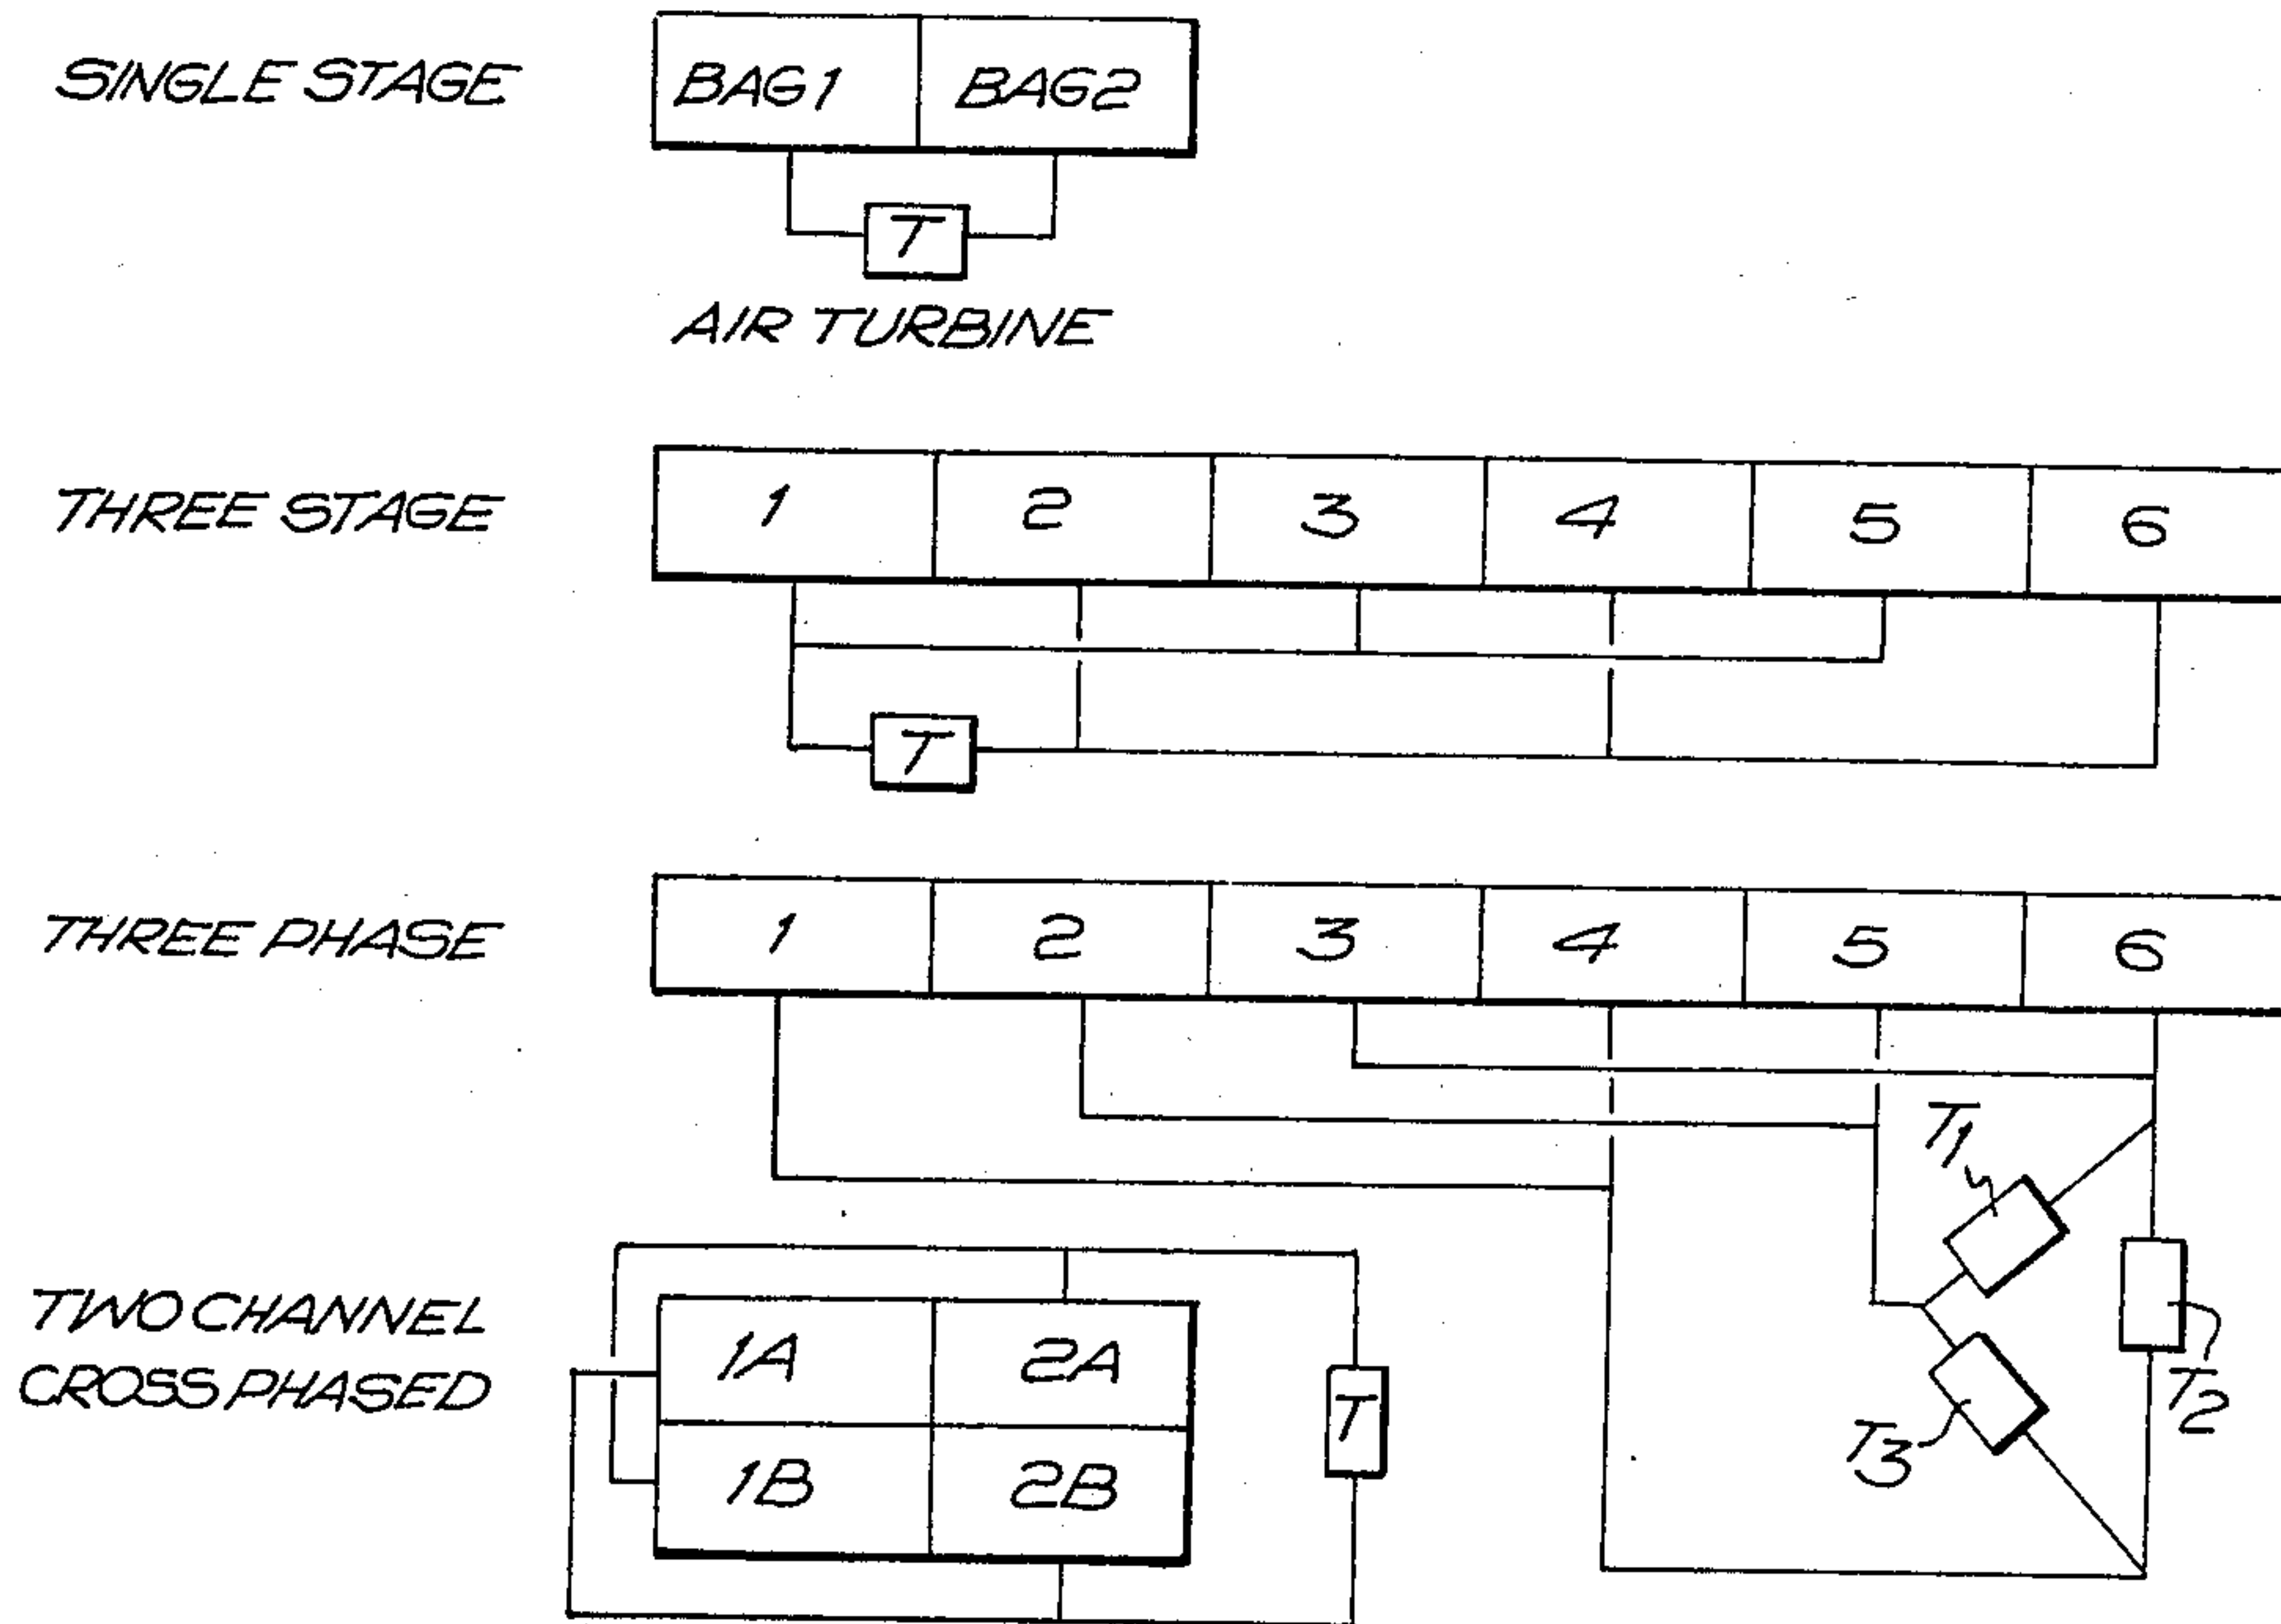 SINGLE STAGE
BAG1 BAG2
T
AIR TURBINE
THREE STAGE
1 2 3 4 5 6
T
THREE PHASE
1 2 3 4 5 6
T1
T2
T3
TWO CHANNEL
CROSS PHASED
1A 2A
1B 2B
T